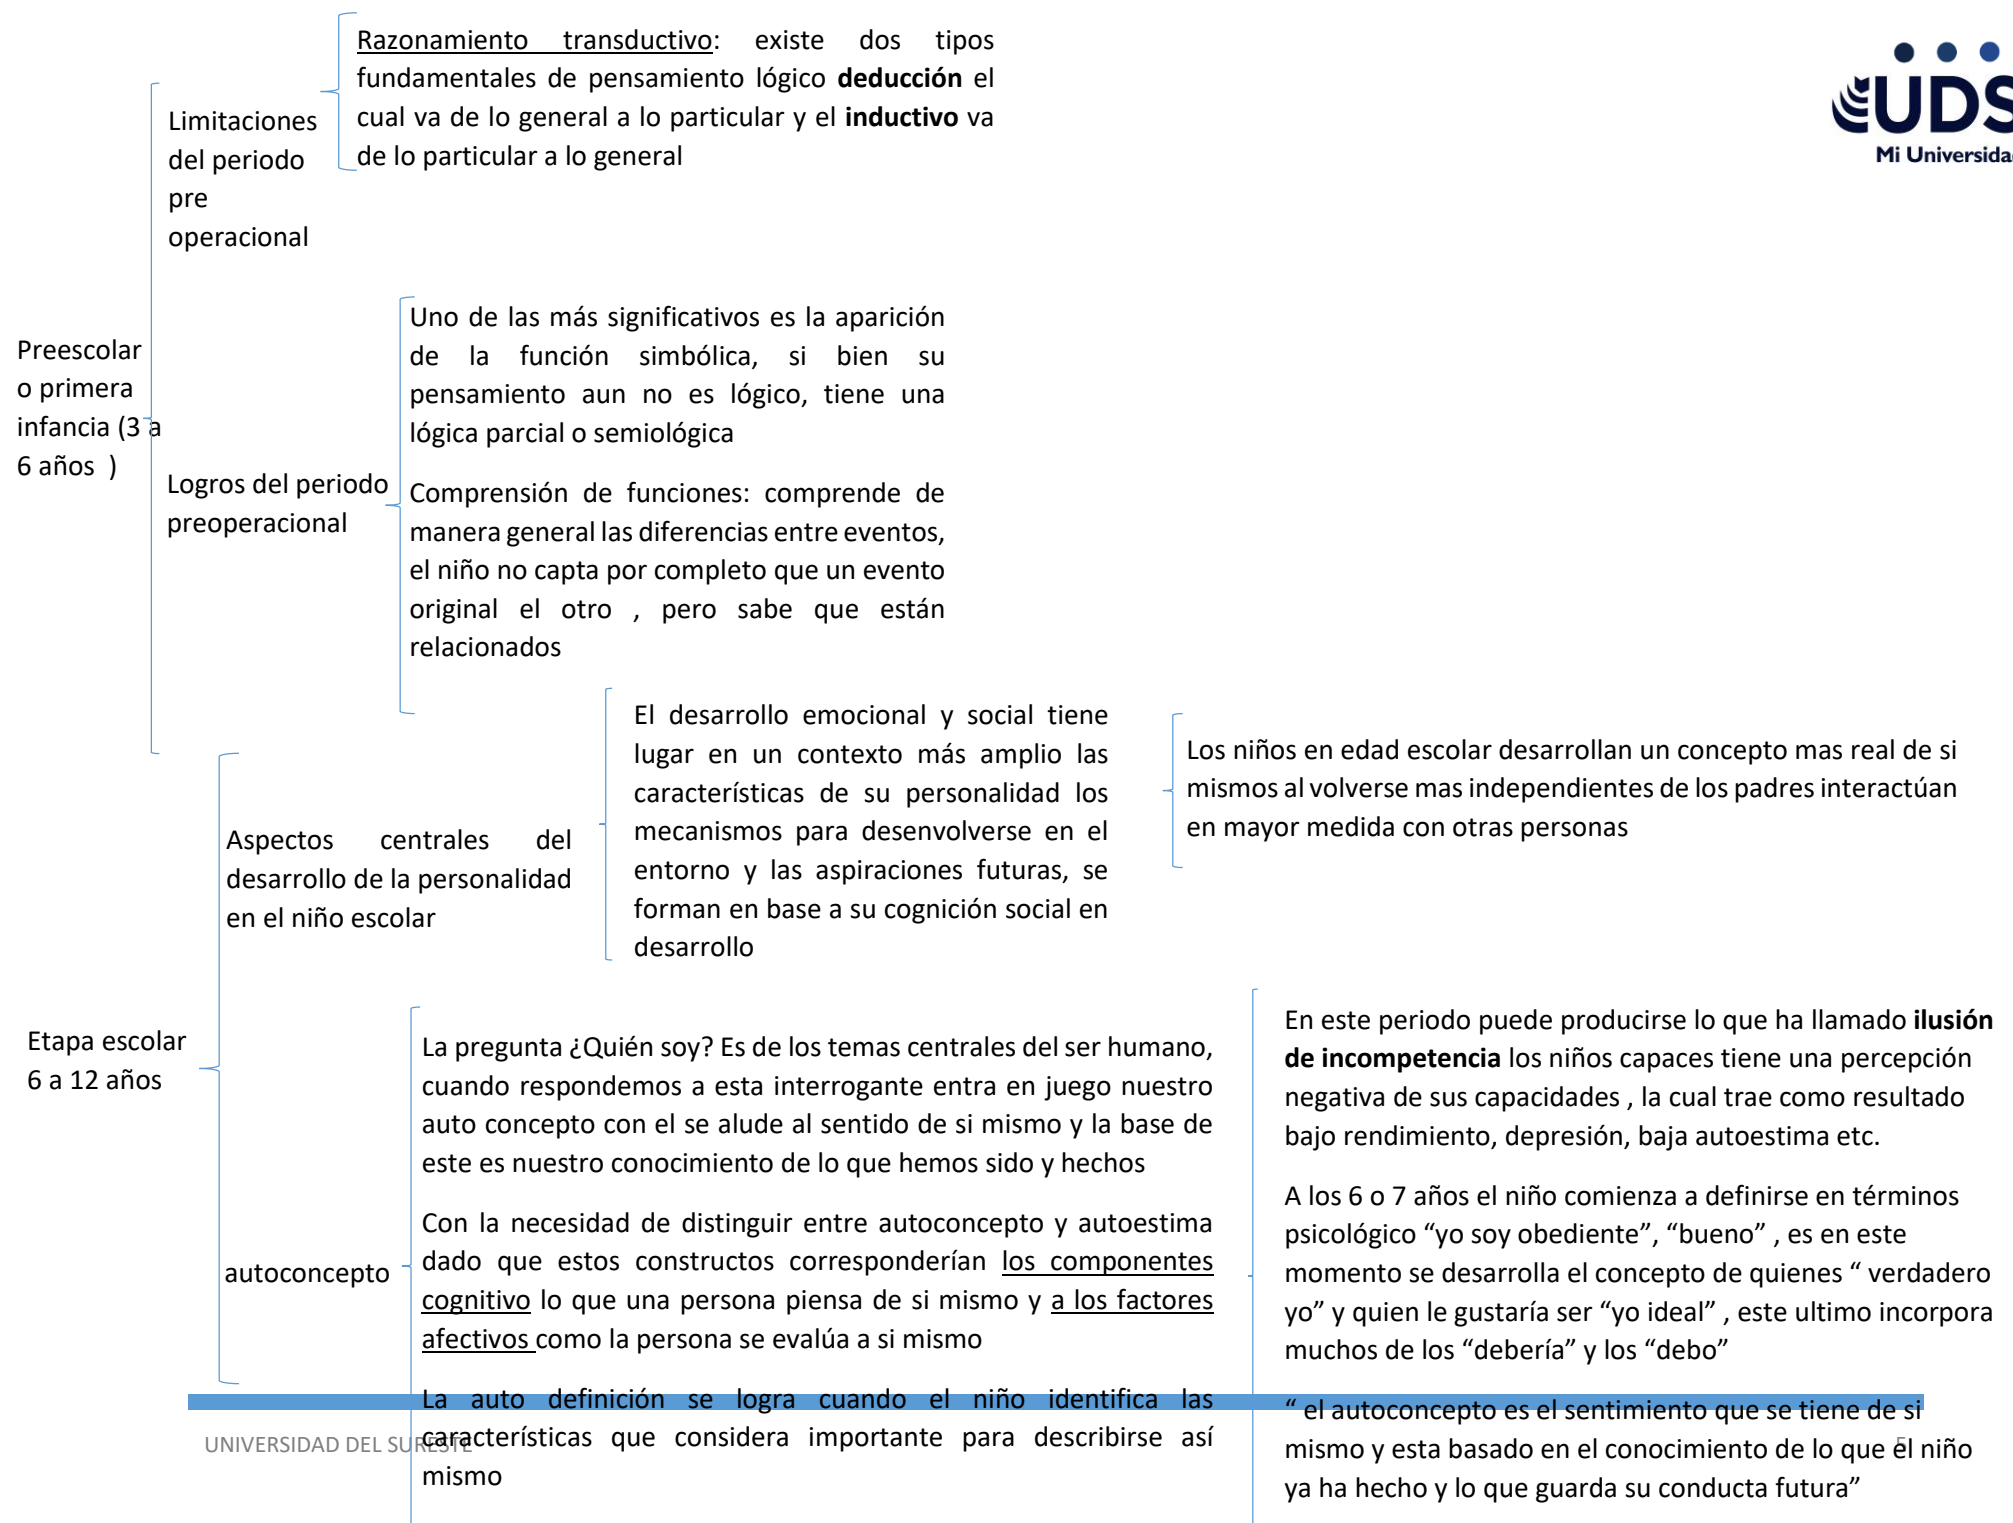 Razonamiento transductivo: existe dos tipos
fundamentales de pensamiento lógico deducción el
cual va de lo general a lo particular y el inductivo va
de lo particular a lo general
Limitaciones
del periodo
pre
operacional
UDS
Mi Universidad
Preescolar
o primera
infancia (3 a
6 años )
Uno de las más significativos es la aparición
de la función simbólica, si bien su
pensamiento aun no es lógico, tiene una
lógica parcial o semiológica
Logros del periodo
preoperacional
Comprensión de funciones: comprende de
manera general las diferencias entre eventos,
el niño no capta por completo que un evento
original el otro , pero sabe que están
relacionados
Etapa escolar
6 a 12 años
Aspectos centrales del
desarrollo de la personalidad
en el niño escolar
El desarrollo emocional y social tiene
lugar en un contexto más amplio las
características de su personalidad los
mecanismos para desenvolverse en el
entorno y las aspiraciones futuras, se
forman en base a su cognición social en
desarrollo
Los niños en edad escolar desarrollan un concepto mas real de si
mismos al volverse mas independientes de los padres interactúan
en mayor medida con otras personas
autoconcepto
La pregunta ¿Quién soy? Es de los temas centrales del ser humano,
cuando respondemos a esta interrogante entra en juego nuestro
auto concepto con el se alude al sentido de si mismo y la base de
este es nuestro conocimiento de lo que hemos sido y hechos
Con la necesidad de distinguir entre autoconcepto y autoestima
dado que estos constructos corresponderían los componentes
cognitivo lo que una persona piensa de si mismo y a los factores
afectivos como la persona se evalúa a si mismo
La auto definición se logra cuando el niño identifica las
características que considera importante para describirse así
mismo
En este periodo puede producirse lo que ha llamado ilusión
de incompetencia los niños capaces tiene una percepción
negativa de sus capacidades , la cual trae como resultado
bajo rendimiento, depresión, baja autoestima etc.
A los 6 o 7 años el niño comienza a definirse en términos
psicológico “yo soy obediente”, “bueno” , es en este
momento se desarrolla el concepto de quienes “ verdadero
yo” y quien le gustaría ser “yo ideal” , este ultimo incorpora
muchos de los “debería” y los “debo”
“ el autoconcepto es el sentimiento que se tiene de si
mismo y esta basado en el conocimiento de lo que el niño
ya ha hecho y lo que guarda su conducta futura”
UNIVERSIDAD DEL SURESTE
5